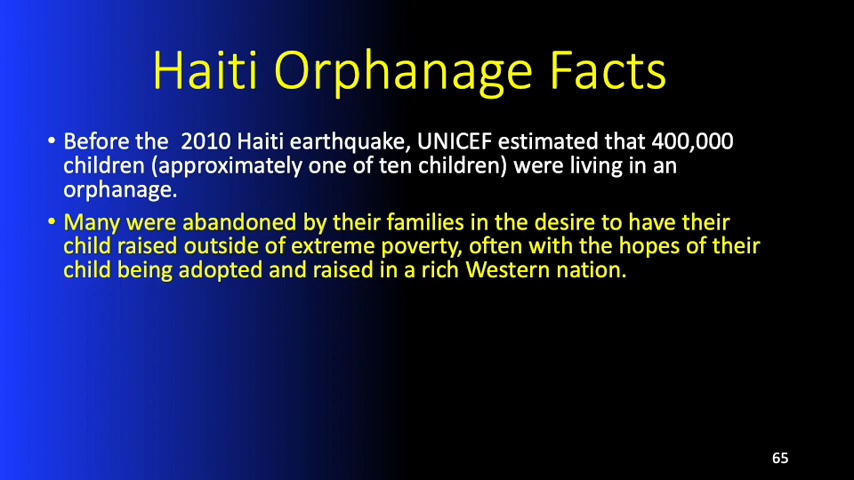 Haiti Orphanage Facts
• Before the  2010 Haiti earthquake, UNICEF estimated that 400,000
children (approximately one of ten children) were living in an
orphanage.
• Many were abandoned by their families in the desire to have their
child raised outside of extreme poverty, often with the hopes of their
child being adopted and raised in a rich Western nation.
65